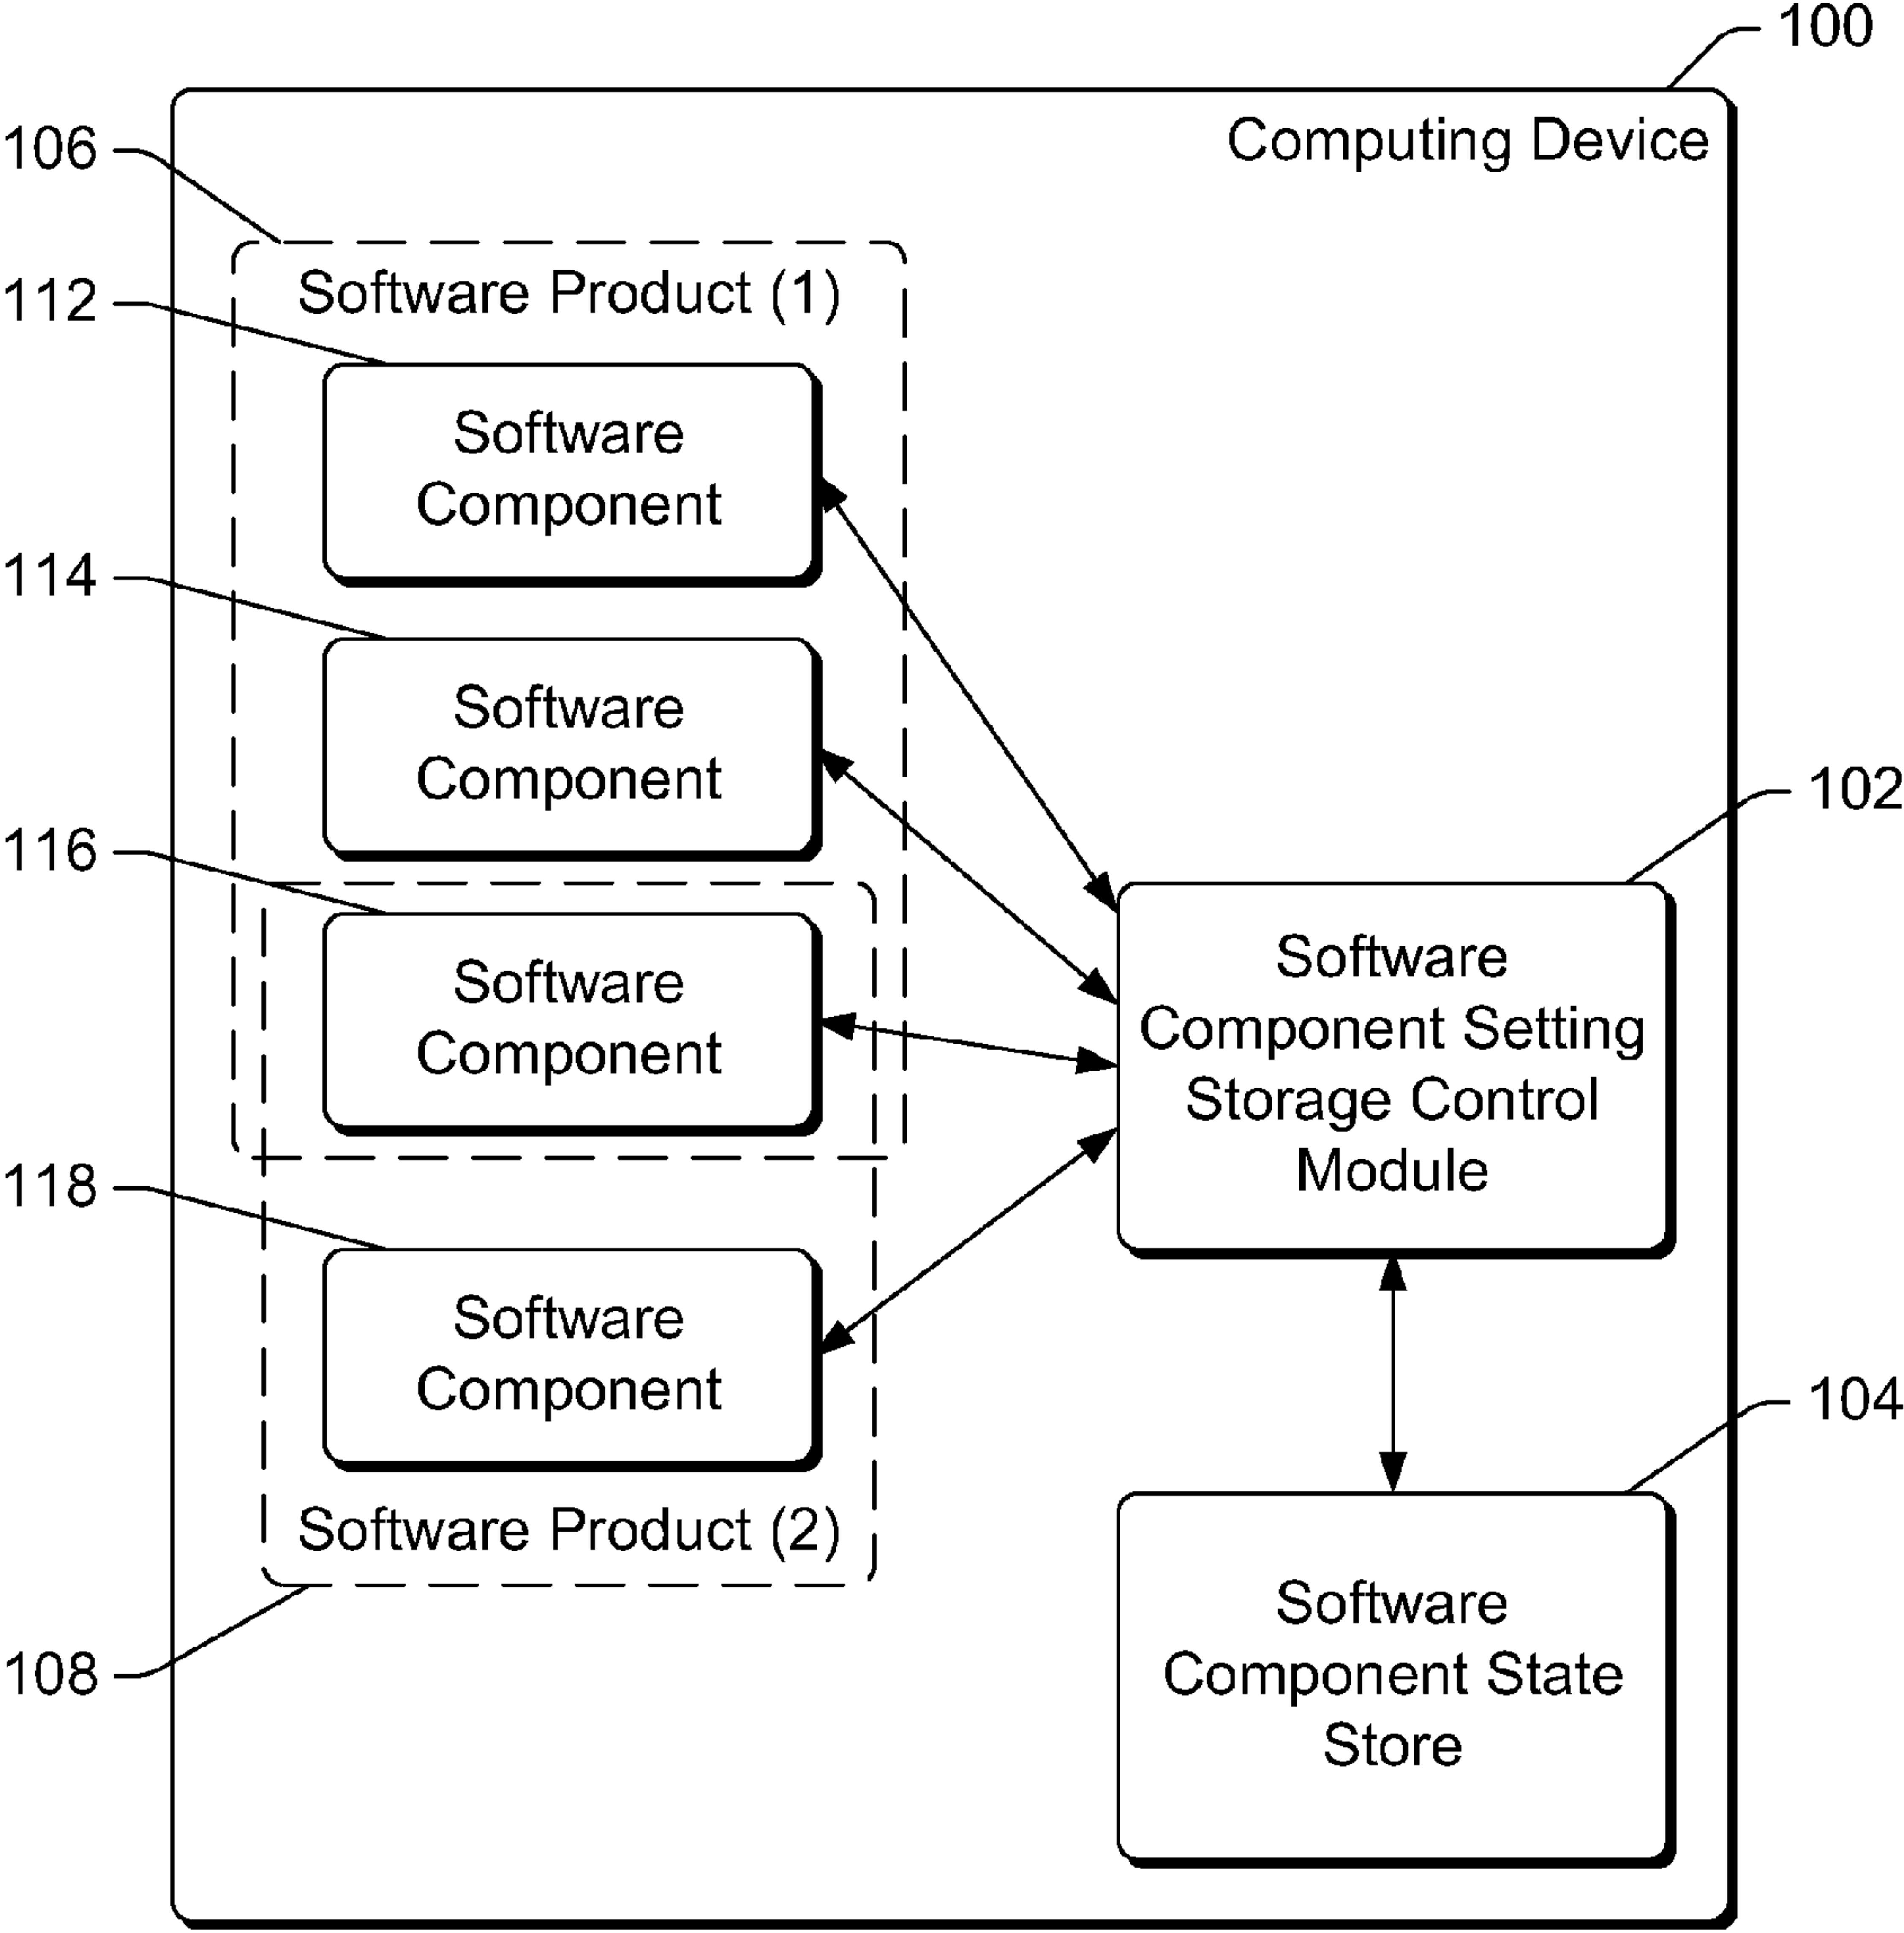 100
Computing Device
106
Software Product (1)
112
Software
Component
114
Software
Component
102
116
Software
Component
Software
Component Setting
Storage Control
Module
118
Software
Component
104
Software Product (2)
108
Software
Component State
Store